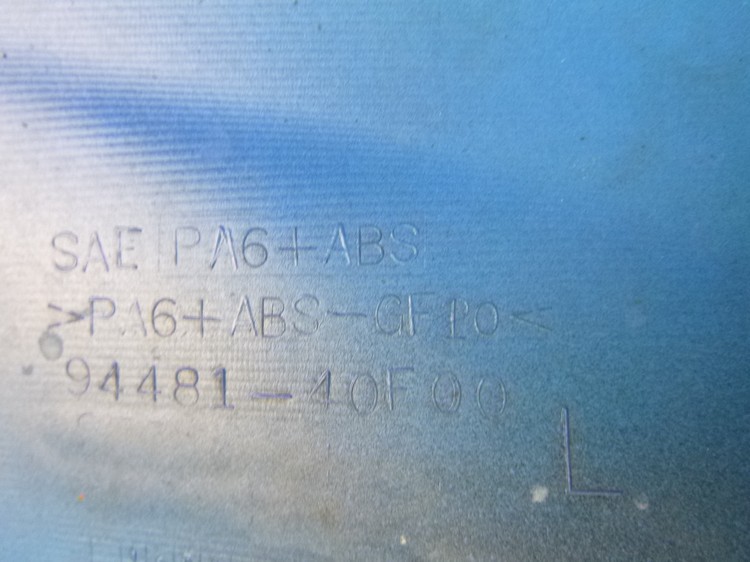 SAE PA6+ABS
>PA6+ABS-GF10<
94481-40F00
L